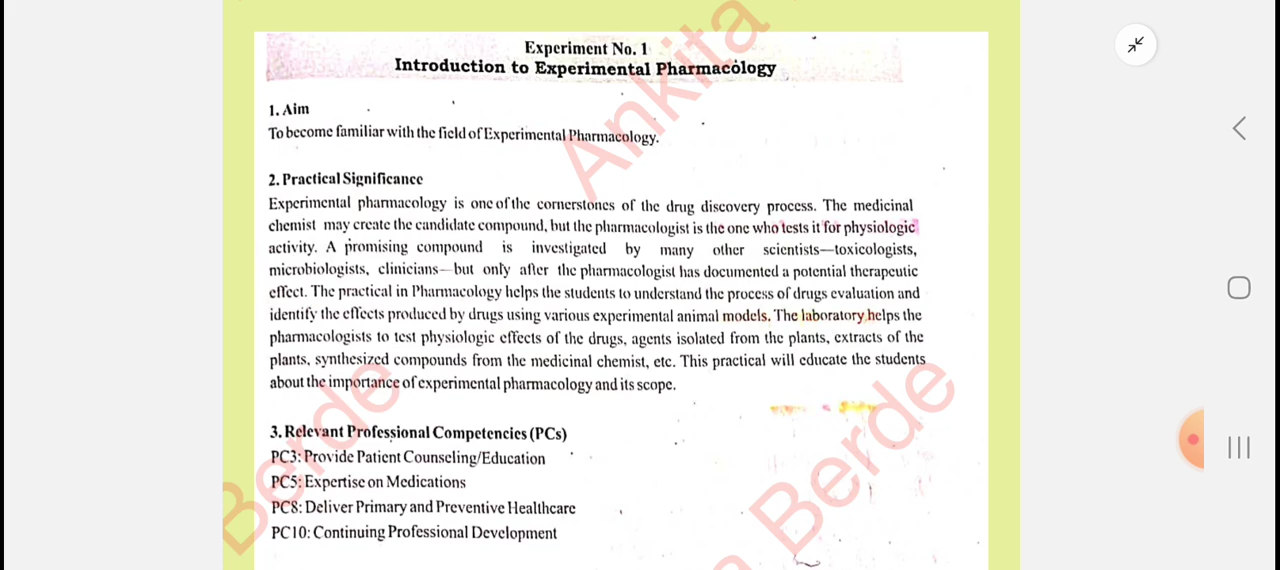 Experiment No. 1
Introduction to Experimental Pharmacology
1. Aim
To become familiar with the field of Experimental Pharmacology.
2. Practical Significance
Experimental pharmacology is one of the cornerstones of the drug discovery process. The medicinal
chemist may create the candidate compound, but the pharmacologist is the one who tests it for physiologic
activity. A promising compound is investigated by many other scientists—toxicologists,
microbiologists, clinicians—but only after the pharmacologist has documented a potential therapeutic
effect. The practical in Pharmacology helps the students to understand the process of drugs evaluation and
identify the effects produced by drugs using various experimental animal models. The laboratory helps the
pharmacologists to test physiologic effects of the drugs, agents isolated from the plants, extracts of the
plants, synthesized compounds from the medicinal chemist, etc. This practical will educate the students
about the importance of experimental pharmacology and its scope.
3. Relevant Professional Competencies (PCs)
PC3: Provide Patient Counseling/Education
PC5: Expertise on Medications
PC8: Deliver Primary and Preventive Healthcare
PC10: Continuing Professional Development
Ankita
Berde
a Berde